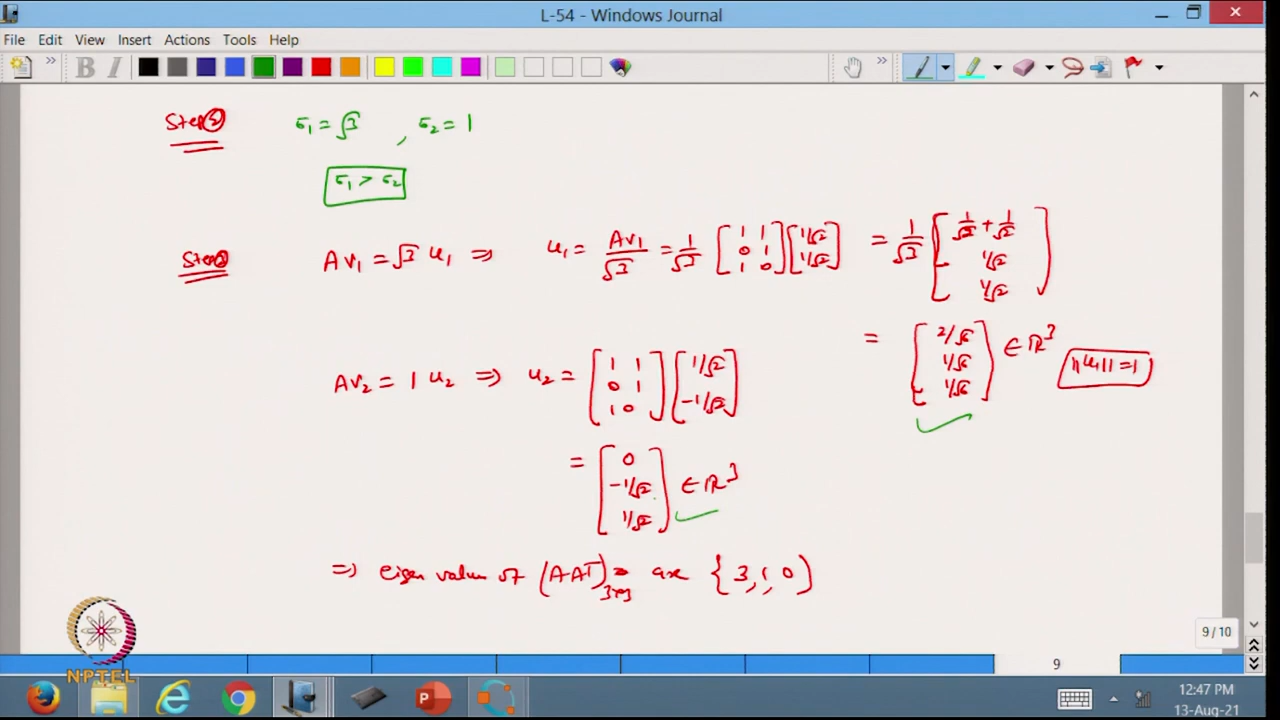 L-54 - Windows Journal
File Edit View Insert Actions Tools Help
Step ② σ₁ = √3 , σ₂ = 1
σ₁ > σ₂
Step Av₁ = √3 u₁ ⇒ u₁ = Av₁/√3 = 1/√3 [1 1; 0 1; 1 0] [1/√2; 1/√2] = 1/√3 [1/√2 + 1/√2; 1/√2; 1/√2]
= [2/√6; 1/√6; 1/√6] ∈ ℝ³ ||u₁|| = 1
Av₂ = 1 u₂ ⇒ u₂ = [1 1; 0 1; 1 0] [1/√2; -1/√2]
= [0; -1/√2; 1/√2] ∈ ℝ³
⇒ eigen values of (AAᵀ)₃ₓ₃ are {3, 1, 0}
9 / 10
NPTEL
9
12:47 PM
13-Aug-21